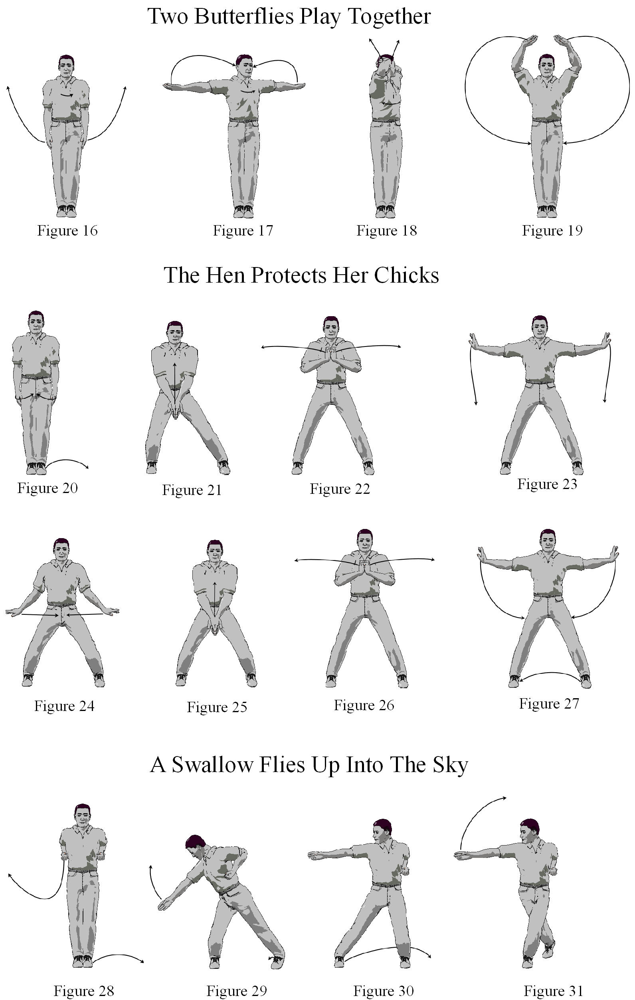 Two Butterflies Play Together
Figure 16
Figure 17
Figure 18
Figure 19
The Hen Protects Her Chicks
Figure 20
Figure 21
Figure 22
Figure 23
Figure 24
Figure 25
Figure 26
Figure 27
A Swallow Flies Up Into The Sky
Figure 28
Figure 29
Figure 30
Figure 31